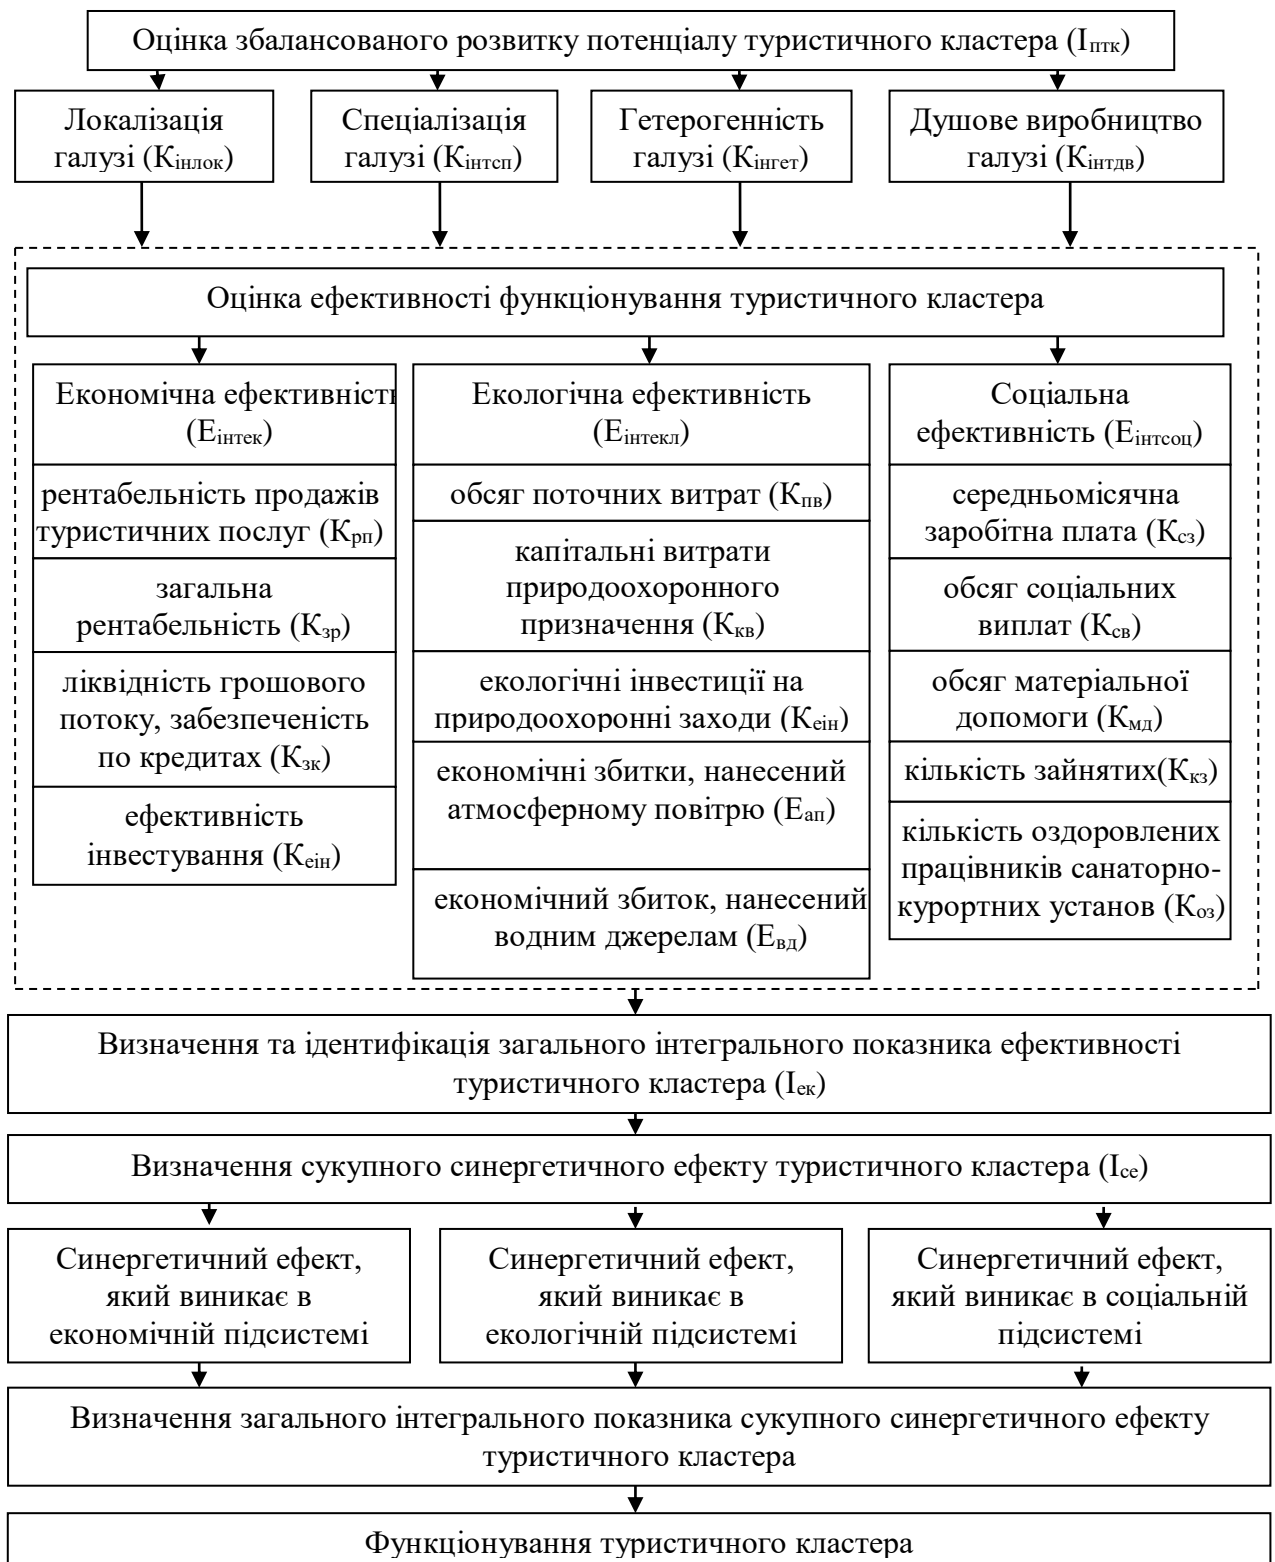 Оцінка збалансованого розвитку потенціалу туристичного кластера (Іптк)
Локалізація
галузі (Кінлок)
Спеціалізація
галузі (Кінтсп)
Гетерогенність
галузі (Кінгет)
Душове виробництво
галузі (Кінтдв)
Оцінка ефективності функціонування туристичного кластера
Економічна ефективність
(Еінтек)
рентабельність продажів
туристичних послуг (Крп)
загальна
рентабельність (Кзр)
ліквідність грошового
потоку, забезпеченість
по кредитах (Кзк)
ефективність
інвестування (Кеін)
Екологічна ефективність
(Еінтекл)
обсяг поточних витрат (Кпв)
капітальні витрати
природоохоронного
призначення (Ккв)
екологічні інвестиції на
природоохоронні заходи (Кеін)
економічні збитки, нанесений
атмосферному повітрю (Еап)
економічний збиток, нанесений
водним джерелам (Евд)
Соціальна
ефективність (Еінтсоц)
середньомісячна
заробітна плата (Ксз)
обсяг соціальних
виплат (Ксв)
обсяг матеріальної
допомоги (Кмд)
кількість зайнятих(Ккз)
кількість оздоровлених
працівників санаторно-
курортних установ (Коз)
Визначення та ідентифікація загального інтегрального показника ефективності
туристичного кластера (Іек)
Визначення сукупного синергетичного ефекту туристичного кластера (Ісе)
Синергетичний ефект,
який виникає в
економічній підсистемі
Синергетичний ефект,
який виникає в
екологічній підсистемі
Синергетичний ефект,
який виникає в соціальній
підсистемі
Визначення загального інтегрального показника сукупного синергетичного ефекту
туристичного кластера
Функціонування туристичного кластера